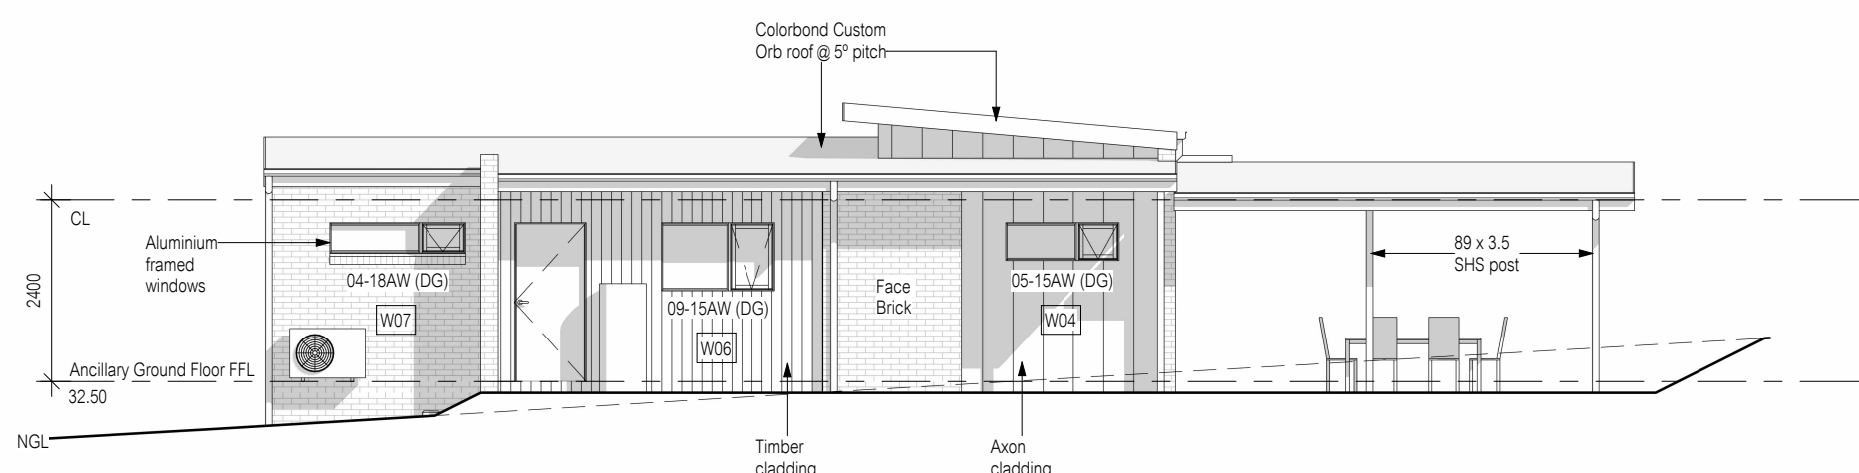 Colorbond Custom
Orb roof @ 5º pitch
CL
Aluminium
framed
windows
2400
04-18AW (DG)
W07
09-15AW (DG)
W06
Face
Brick
05-15AW (DG)
W04
89 x 3.5
SHS post
Ancillary Ground Floor FFL
32.50
NGL
Timber
cladding
Axon
cladding